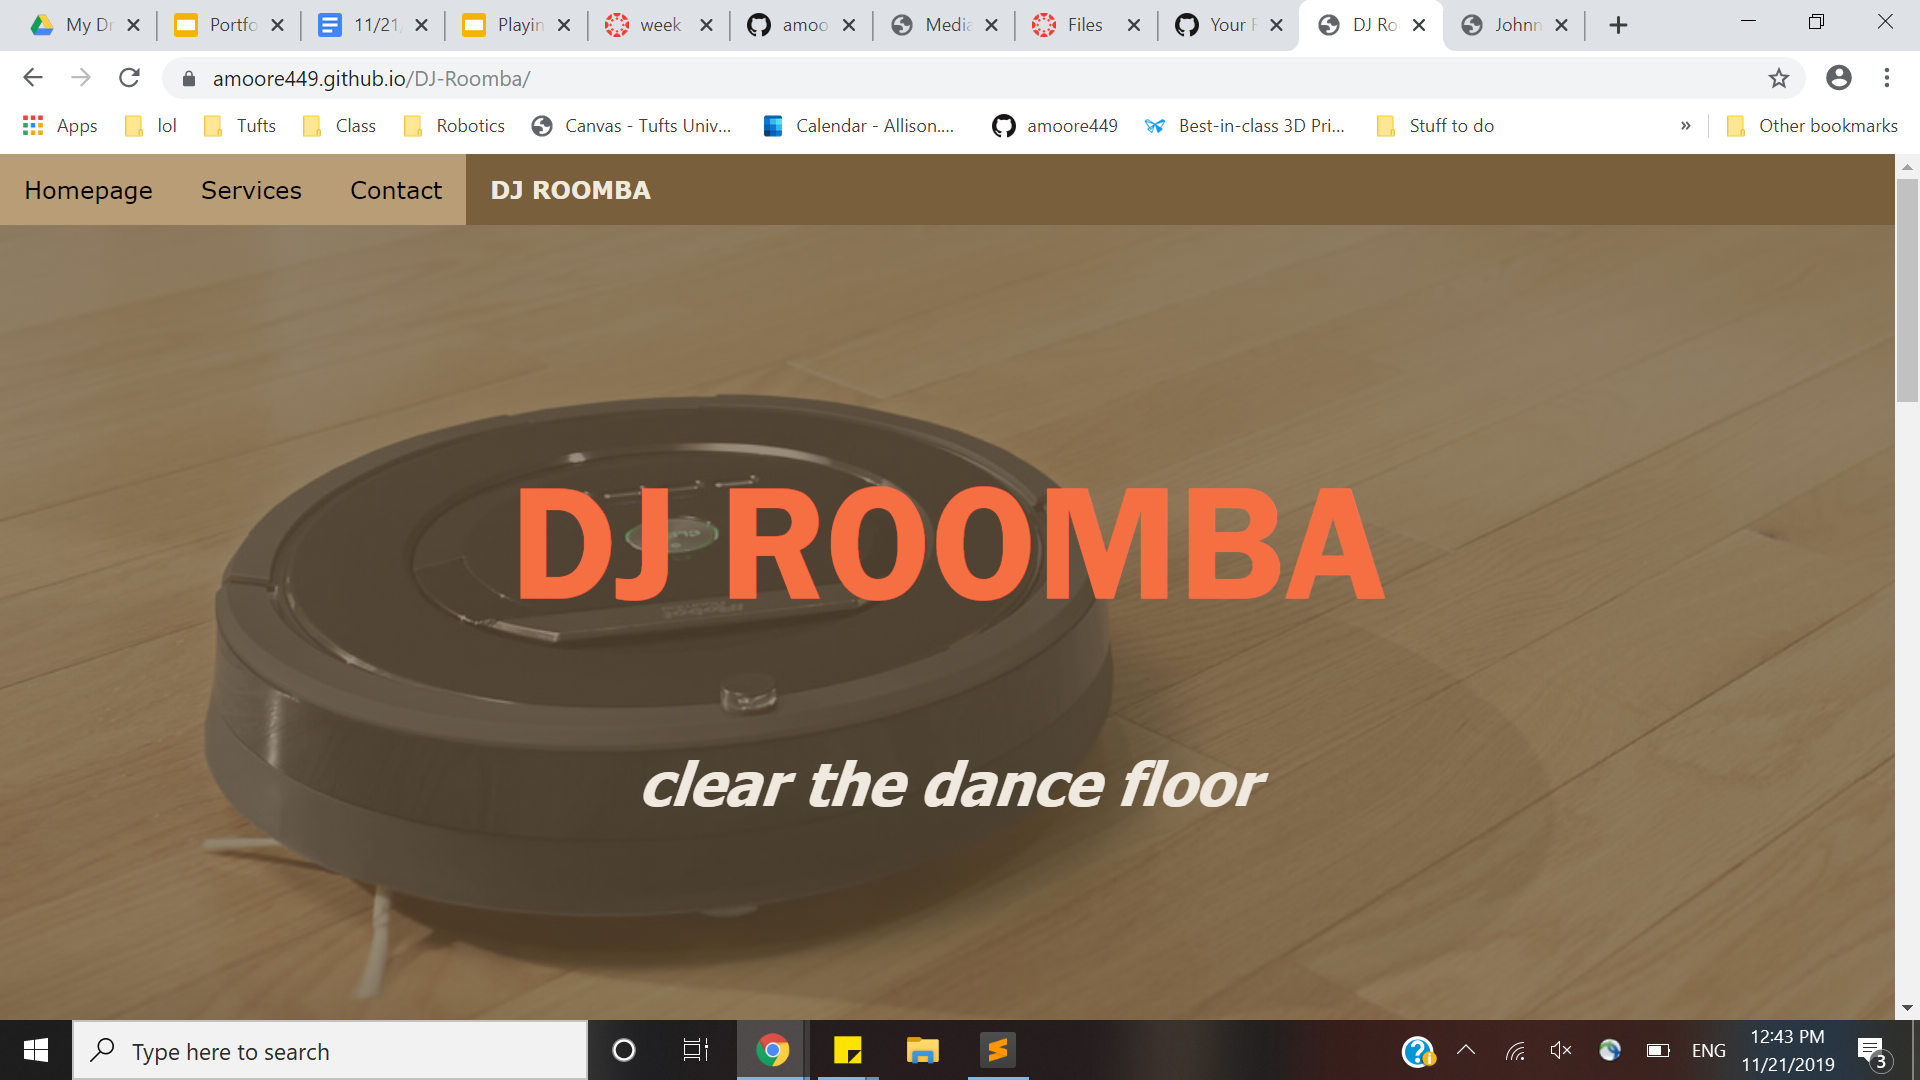 My Dr
Portfo
11/21,
Playin
week
amoo
Media
Files
Your F
DJ Ro
Johnn
amoore449.github.io/DJ-Roomba/
Apps
lol
Tufts
Class
Robotics
Canvas - Tufts Univ...
Calendar - Allison....
amoore449
Best-in-class 3D Pri...
Stuff to do
»
Other bookmarks
Homepage
Services
Contact
DJ ROOMBA
DJ ROOMBA
clear the dance floor
Type here to search
ENG
12:43 PM
11/21/2019
3